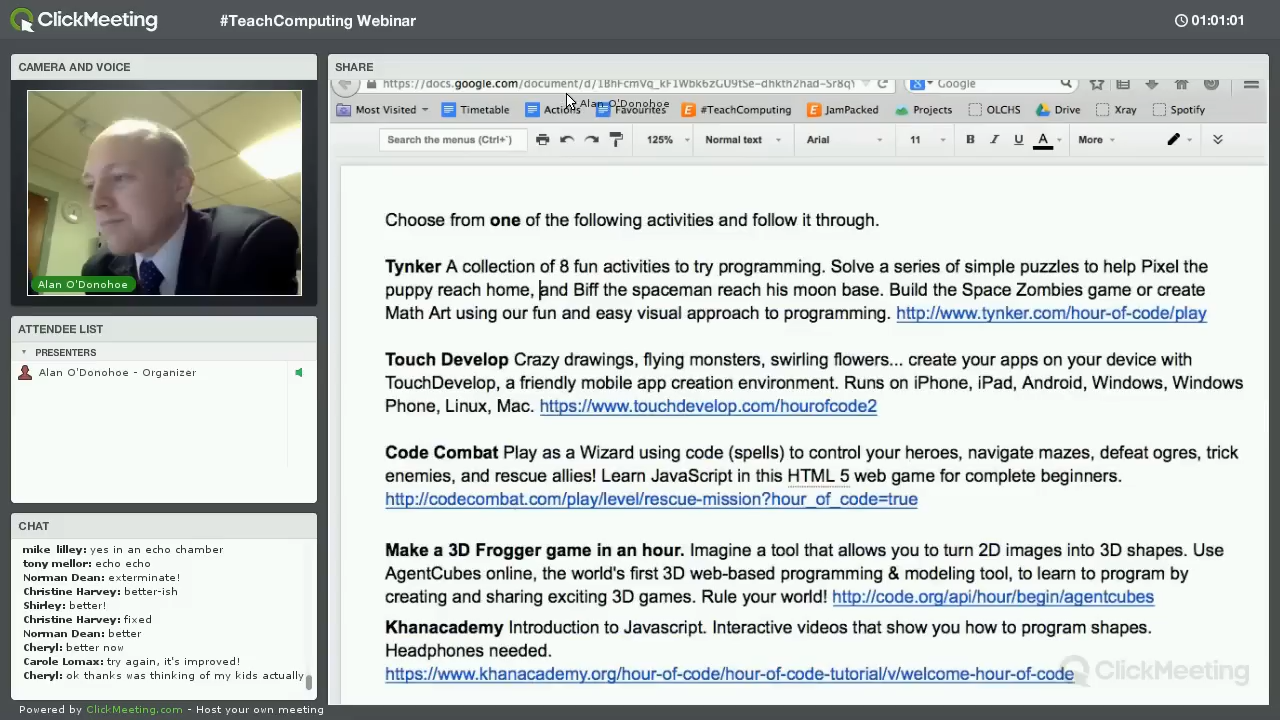 ClickMeeting
#TeachComputing Webinar
01:01:01
CAMERA AND VOICE
Alan O'Donohoe
ATTENDEE LIST
PRESENTERS
Alan O'Donohoe - Organizer
CHAT
mike lilley: yes in an echo chamber
tony mellor: echo echo
Norman Dean: exterminate!
Christine Harvey: better-ish
Shirley: better!
Christine Harvey: fixed
Norman Dean: better
Cheryl: better now
Carole Lomax: try again, it's improved!
Cheryl: ok thanks was thinking of my kids actually
SHARE
Google
Alan O'Donohoe
Most Visited Timetable Actions Favourites #TeachComputing JamPacked Projects OLCHS Drive Xray Spotify
Search the menus (Ctrl+`) 125% Normal text Arial 11 B I U A More
Choose from one of the following activities and follow it through.
Tynker A collection of 8 fun activities to try programming. Solve a series of simple puzzles to help Pixel the
puppy reach home, and Biff the spaceman reach his moon base. Build the Space Zombies game or create
Math Art using our fun and easy visual approach to programming. http://www.tynker.com/hour-of-code/play
Touch Develop Crazy drawings, flying monsters, swirling flowers... create your apps on your device with
TouchDevelop, a friendly mobile app creation environment. Runs on iPhone, iPad, Android, Windows, Windows
Phone, Linux, Mac. https://www.touchdevelop.com/hourofcode2
Code Combat Play as a Wizard using code (spells) to control your heroes, navigate mazes, defeat ogres, trick
enemies, and rescue allies! Learn JavaScript in this HTML 5 web game for complete beginners.
http://codecombat.com/play/level/rescue-mission?hour_of_code=true
Make a 3D Frogger game in an hour. Imagine a tool that allows you to turn 2D images into 3D shapes. Use
AgentCubes online, the world's first 3D web-based programming & modeling tool, to learn to program by
creating and sharing exciting 3D games. Rule your world! http://code.org/api/hour/begin/agentcubes
Khanacademy Introduction to Javascript. Interactive videos that show you how to program shapes.
Headphones needed.
https://www.khanacademy.org/hour-of-code/hour-of-code-tutorial/v/welcome-hour-of-code
ClickMeeting
Powered by ClickMeeting.com - Host your own meeting